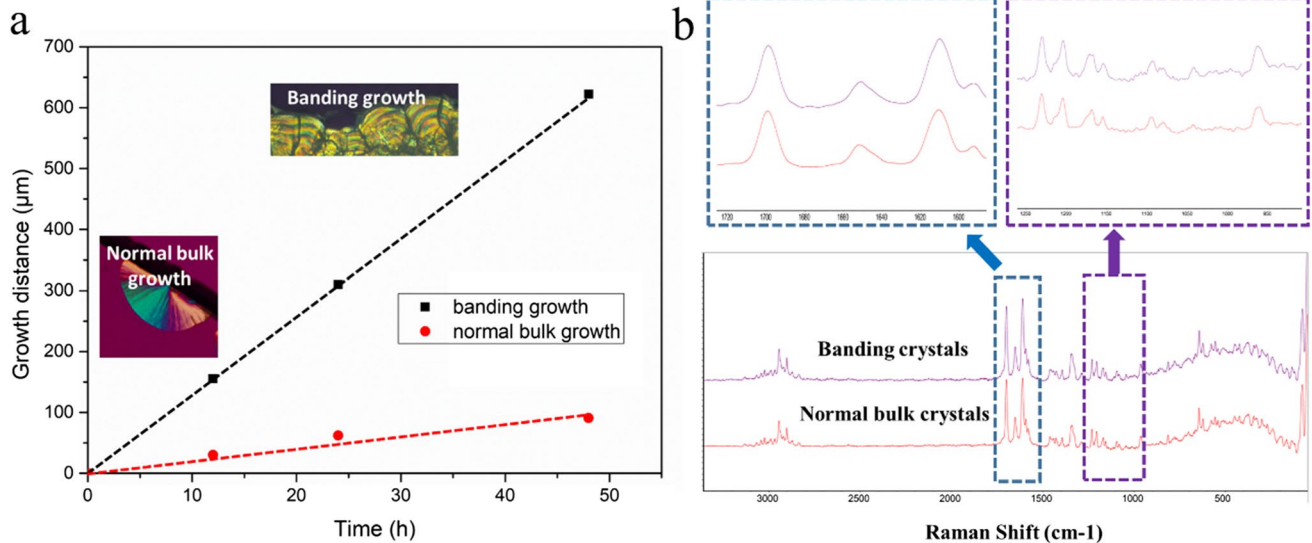 a
700
600
500
400
300
200
100
0
0
10
20
30
40
50
Growth distance (μm)
Time (h)
Banding growth
Normal bulk
growth
banding growth
normal bulk growth
b
1720
1700
1680
1660
1640
1620
1600
1250
1200
1150
1100
1050
1000
950
Banding crystals
Normal bulk crystals
3000
2500
2000
1500
1000
500
Raman Shift (cm-1)